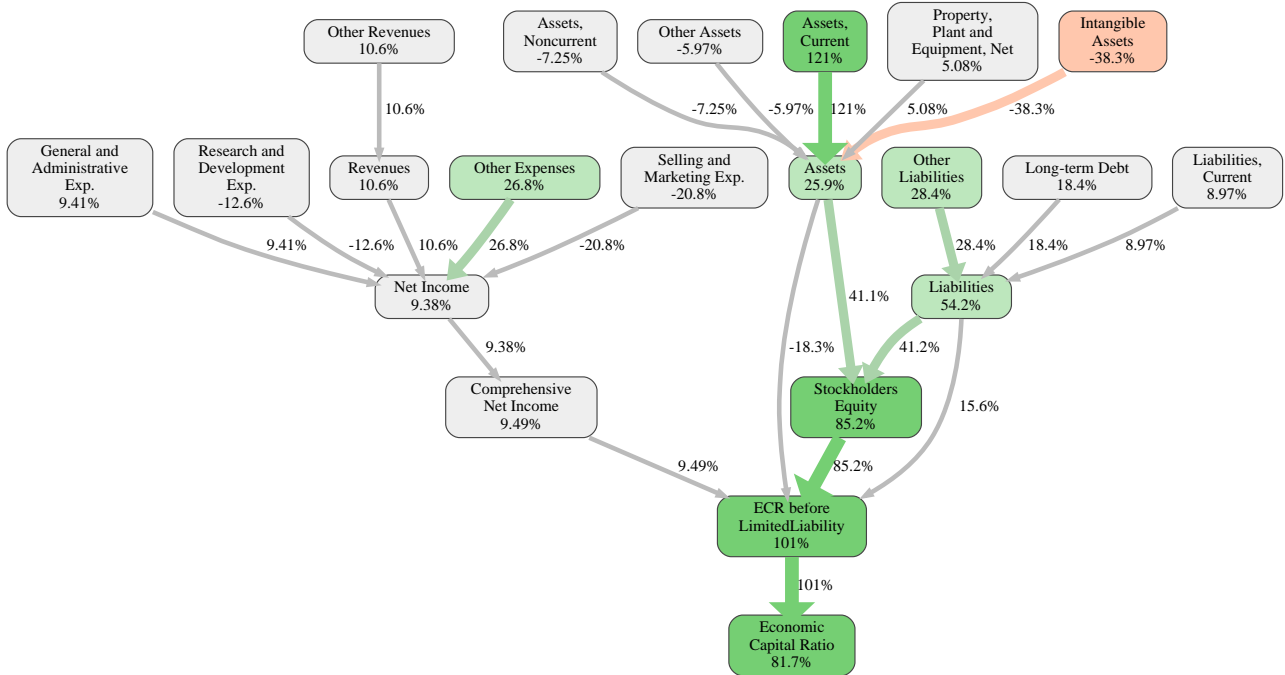 Other Revenues
10.6%
Assets,
Noncurrent
-7.25%
Other Assets
-5.97%
Assets,
Current
121%
Property,
Plant and
Equipment, Net
5.08%
Intangible
Assets
-38.3%
10.6%
-7.25%
-5.97%
121%
5.08%
-38.3%
General and
Administrative
Exp.
9.41%
Research and
Development
Exp.
-12.6%
Revenues
10.6%
Other Expenses
26.8%
Selling and
Marketing Exp.
-20.8%
Assets
25.9%
Other
Liabilities
28.4%
Long-term Debt
18.4%
Liabilities,
Current
8.97%
9.41%
-12.6%
10.6%
26.8%
-20.8%
28.4%
18.4%
8.97%
Net Income
9.38%
Liabilities
54.2%
41.1%
9.38%
-18.3%
41.2%
Comprehensive
Net Income
9.49%
Stockholders
Equity
85.2%
15.6%
9.49%
85.2%
ECR before
LimitedLiability
101%
101%
Economic
Capital Ratio
81.7%